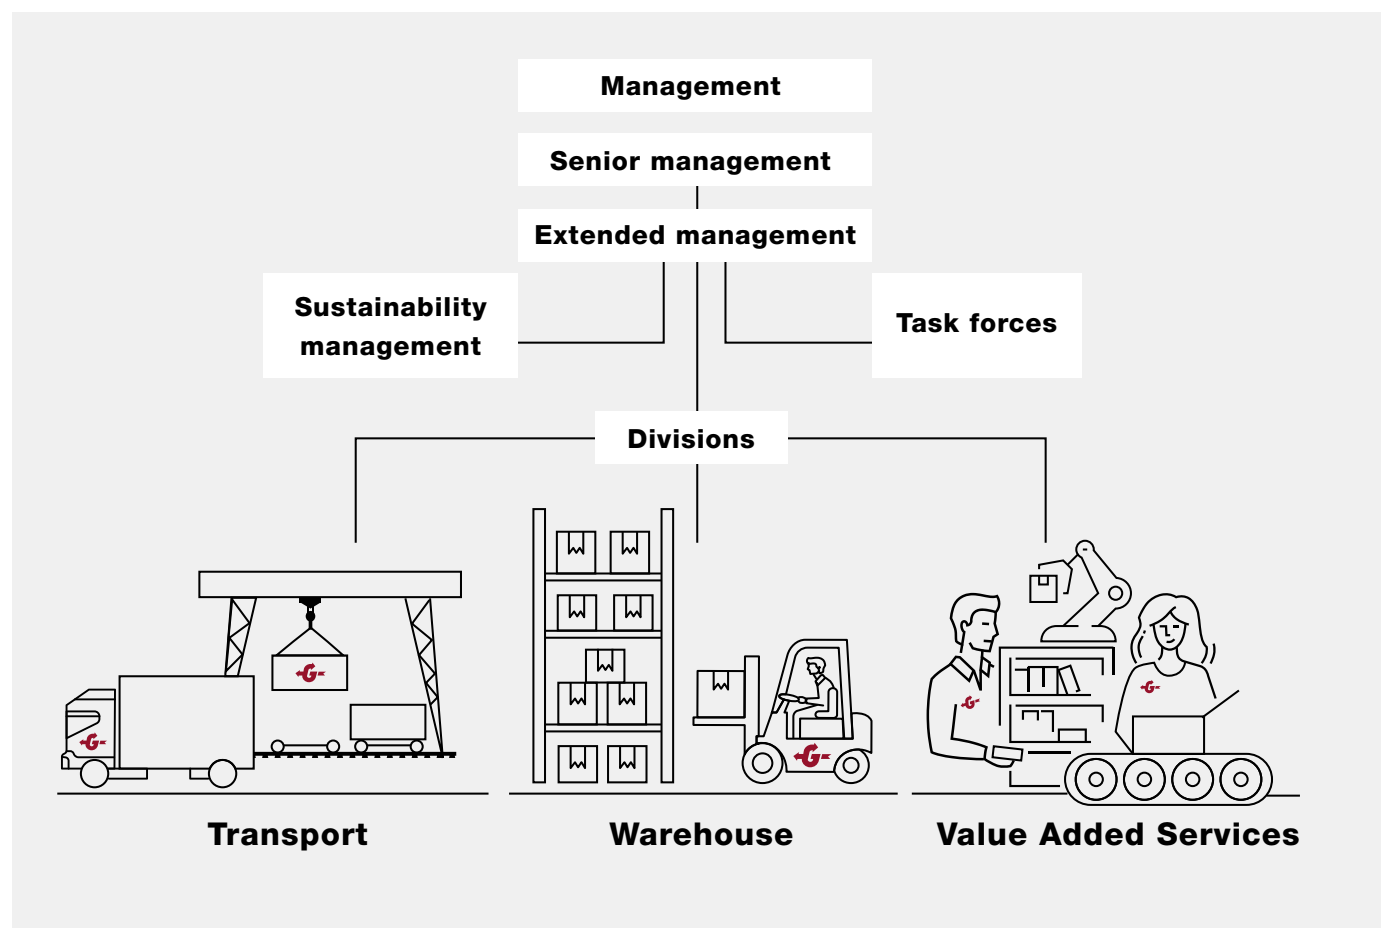 Management
Senior management
Extended management
Sustainability
management
Task forces
Divisions
Transport
Warehouse
Value Added Services